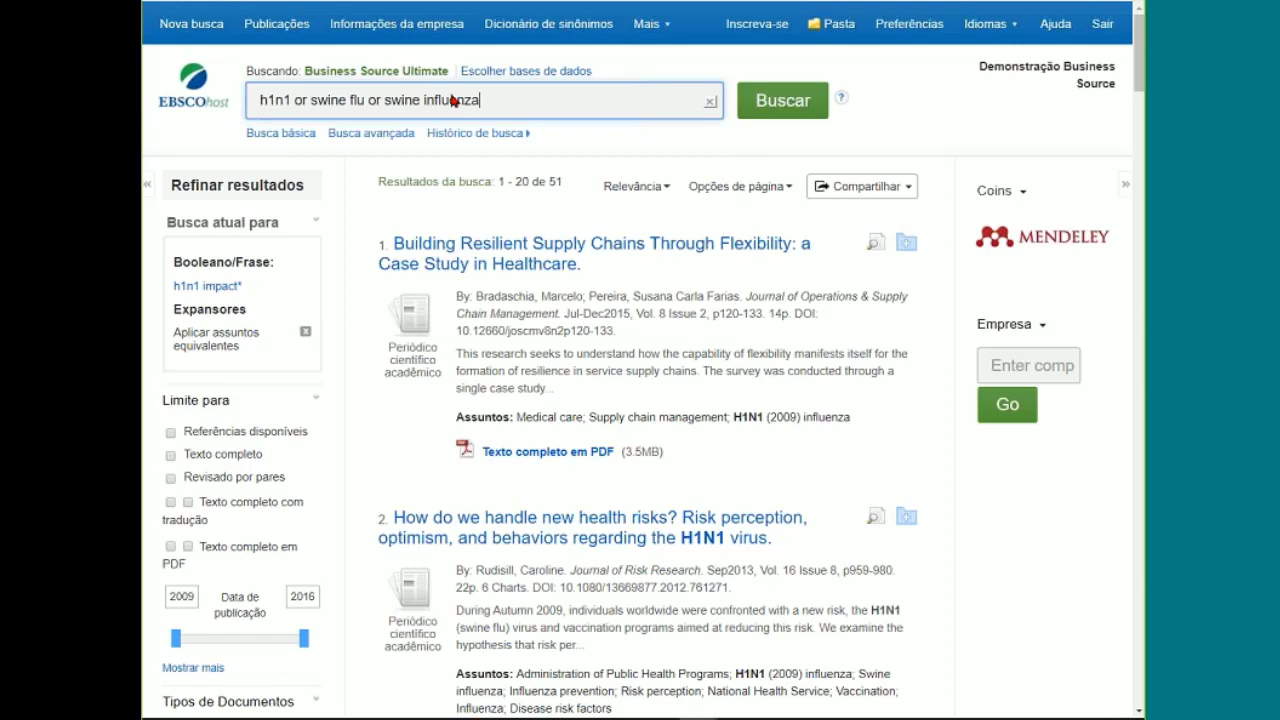 Nova busca Publicações Informações da empresa Dicionário de sinônimos Mais Inscreva-se Pasta Preferências Idiomas Ajuda Sair
Buscando: Business Source Ultimate Escolher bases de dados
Demonstração Business
Source
EBSCOhost
h1n1 or swine flu or swine influenza
x
Buscar
?
Busca básica Busca avançada Histórico de busca
«
Refinar resultados
Busca atual para
Booleano/Frase:
h1n1 impact*
Expansores
Aplicar assuntos
equivalentes
x
Limite para
Referências disponíveis
Texto completo
Revisado por pares
Texto completo com
tradução
Texto completo em
PDF
2009 Data de
publicação
2016
Mostrar mais
Tipos de Documentos
Resultados da busca: 1 - 20 de 51
Relevância Opções de página Compartilhar
1. Building Resilient Supply Chains Through Flexibility: a
Case Study in Healthcare.
Periódico
científico
acadêmico
By: Bradaschia, Marcelo; Pereira, Susana Carla Farias. Journal of Operations & Supply
Chain Management. Jul-Dec2015, Vol. 8 Issue 2, p120-133. 14p. DOI:
10.12660/joscmv8n2p120-133.
This research seeks to understand how the capability of flexibility manifests itself for the
formation of resilience in service supply chains. The survey was conducted through a
single case study...
Assuntos: Medical care; Supply chain management; H1N1 (2009) influenza
Texto completo em PDF (3.5MB)
2. How do we handle new health risks? Risk perception,
optimism, and behaviors regarding the H1N1 virus.
Periódico
científico
acadêmico
By: Rudisill, Caroline. Journal of Risk Research. Sep2013, Vol. 16 Issue 8, p959-980.
22p. 6 Charts. DOI: 10.1080/13669877.2012.761271.
During Autumn 2009, individuals worldwide were confronted with a new risk, the H1N1
(swine flu) virus and vaccination programs aimed at reducing this risk. We examine the
hypothesis that risk per...
Assuntos: Administration of Public Health Programs; H1N1 (2009) influenza; Swine
influenza; Influenza prevention; Risk perception; National Health Service; Vaccination;
Influenza; Disease risk factors
»
Coins
MENDELEY
Empresa
Enter comp
Go